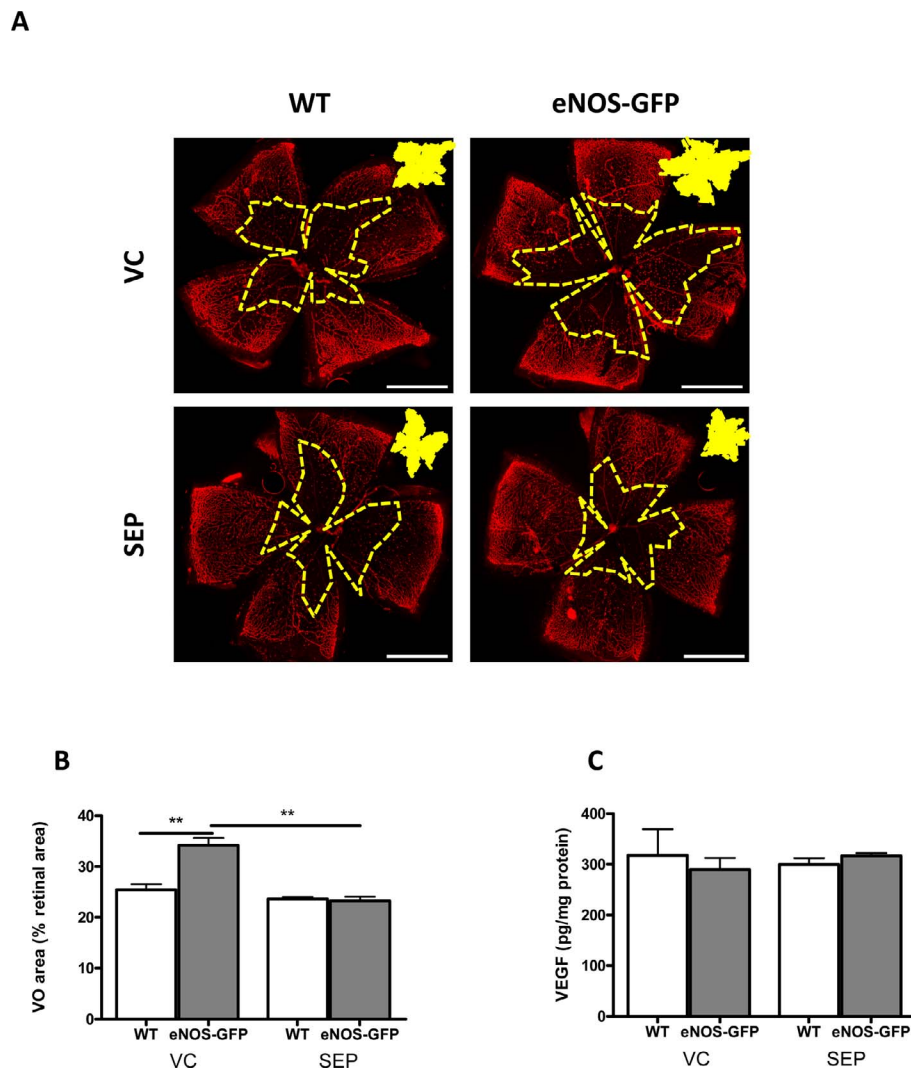 A
WT eNOS-GFP
VC
SEP
B
VO area (% retinal area)
40
30
20
10
0
** **
WT eNOS-GFP WT eNOS-GFP
VC SEP
C
VEGF (pg/mg protein)
400
300
200
100
0
WT eNOS-GFP WT eNOS-GFP
VC SEP